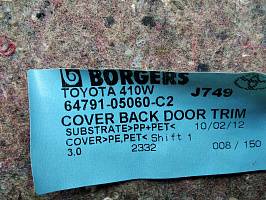 BORGERS
TOYOTA 410W J749
64791-05060-C2
COVER BACK DOOR TRIM
SUBSTRATE>PP+PET< 10/02/12
COVER>PE,PET< Shift 1
3.0 2332 008 / 150